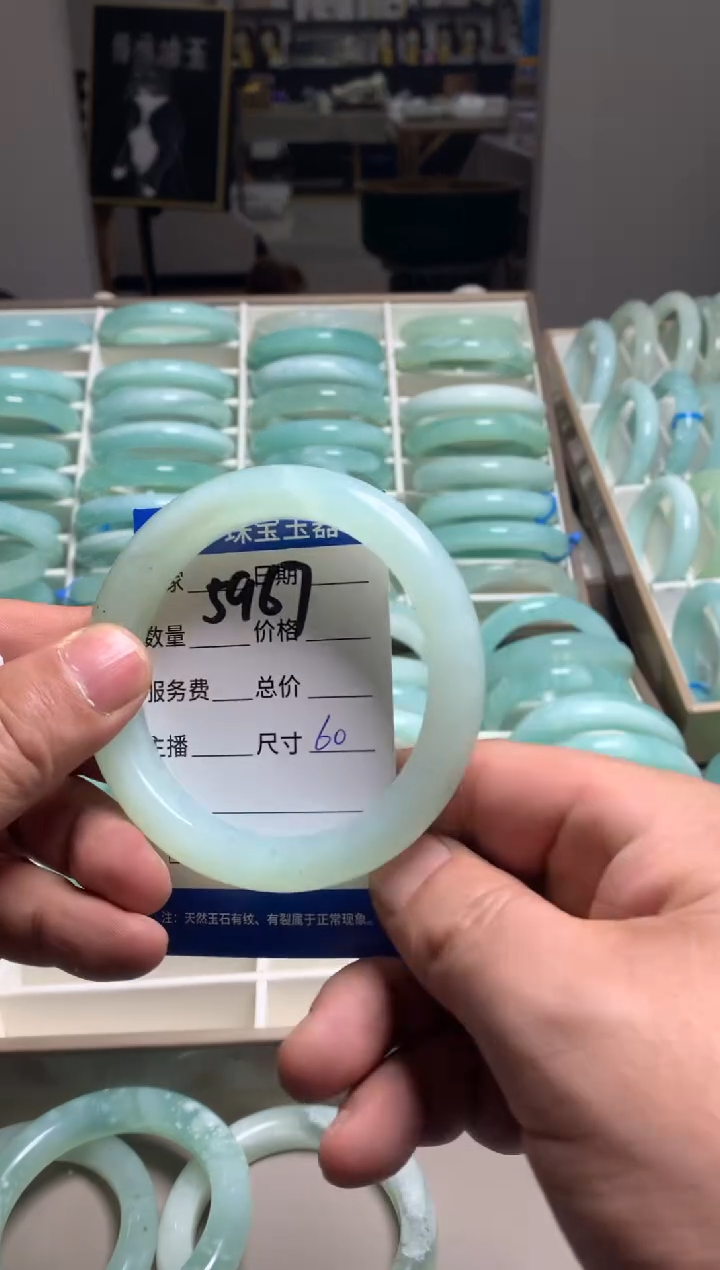 珠宝玉器
家 日期
5967
数量 价格
服务费 总价
主播 尺寸 60
注：天然玉石有纹、有裂属于正常现象。